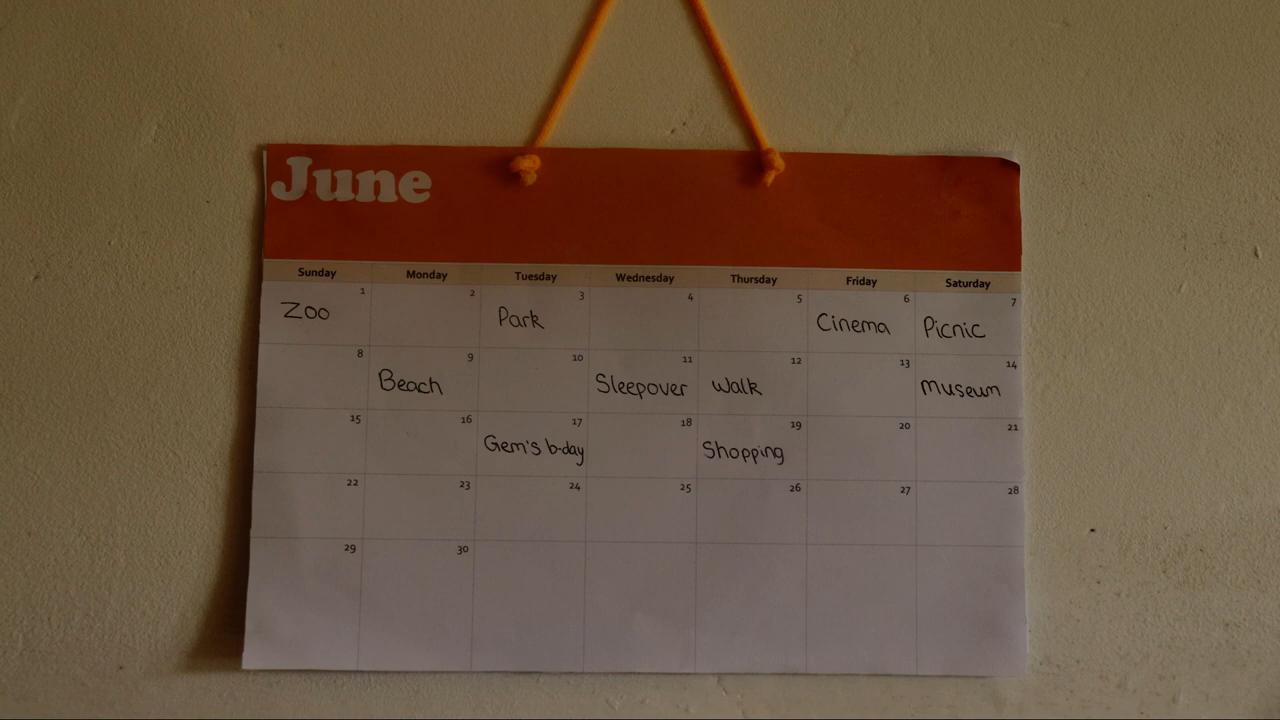 June
Sunday Monday Tuesday Wednesday Thursday Friday Saturday
1 2 3 4 5 6 7
Zoo Park Cinema Picnic
8 9 10 11 12 13 14
Beach Sleepover Walk Museum
15 16 17 18 19 20 21
Gem's b-day Shopping
22 23 24 25 26 27 28
29 30